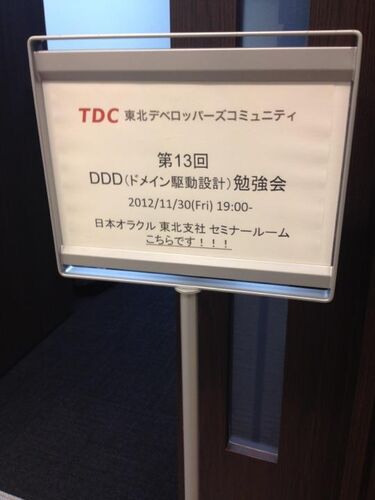 TDC 東北デベロッパーズコミュニティ
第13回
DDD(ドメイン駆動設計)勉強会
2012/11/30(Fri) 19:00-
日本オラクル 東北支社 セミナールーム
こちらです！！！